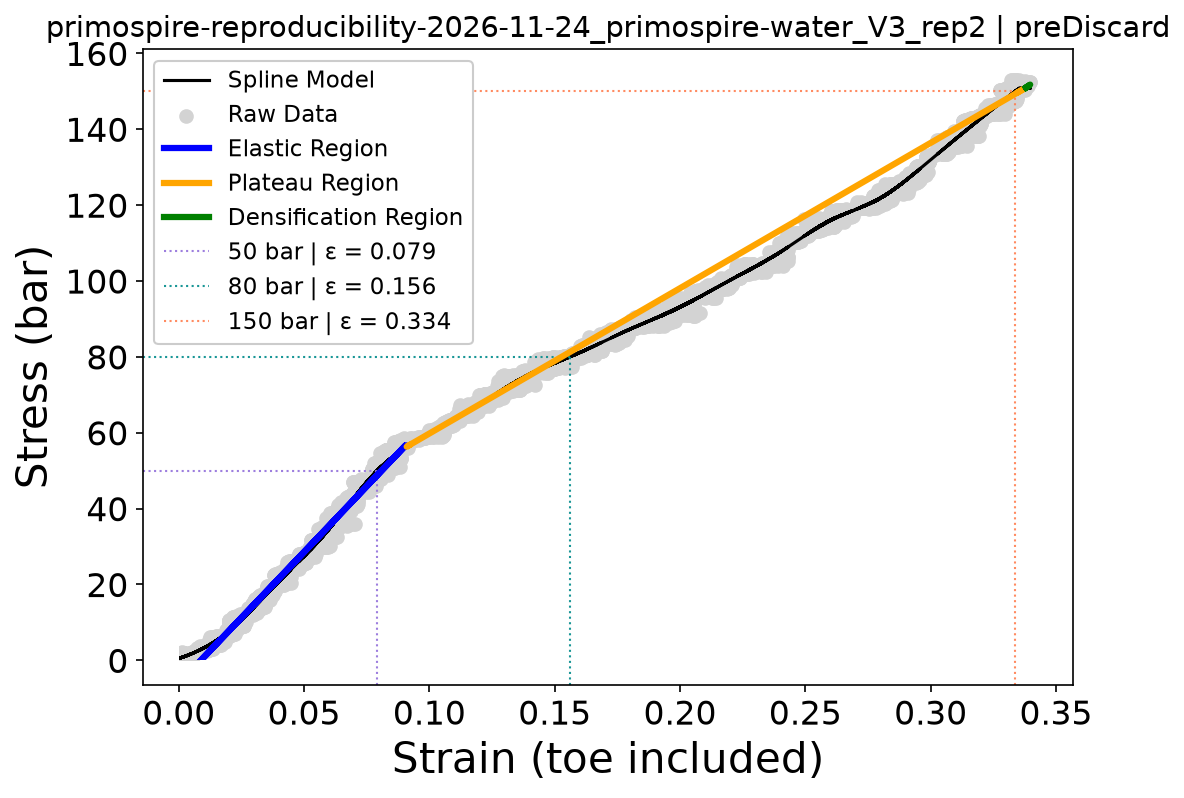 primospire-reproducibility-2026-11-24_primospire-water_V3_rep2 | preDiscard
Stress (bar)
160
140
120
100
80
60
40
20
0
Spline Model
Raw Data
Elastic Region
Plateau Region
Densification Region
50 bar | ε = 0.079
80 bar | ε = 0.156
150 bar | ε = 0.334
0.00 0.05 0.10 0.15 0.20 0.25 0.30 0.35
Strain (toe included)